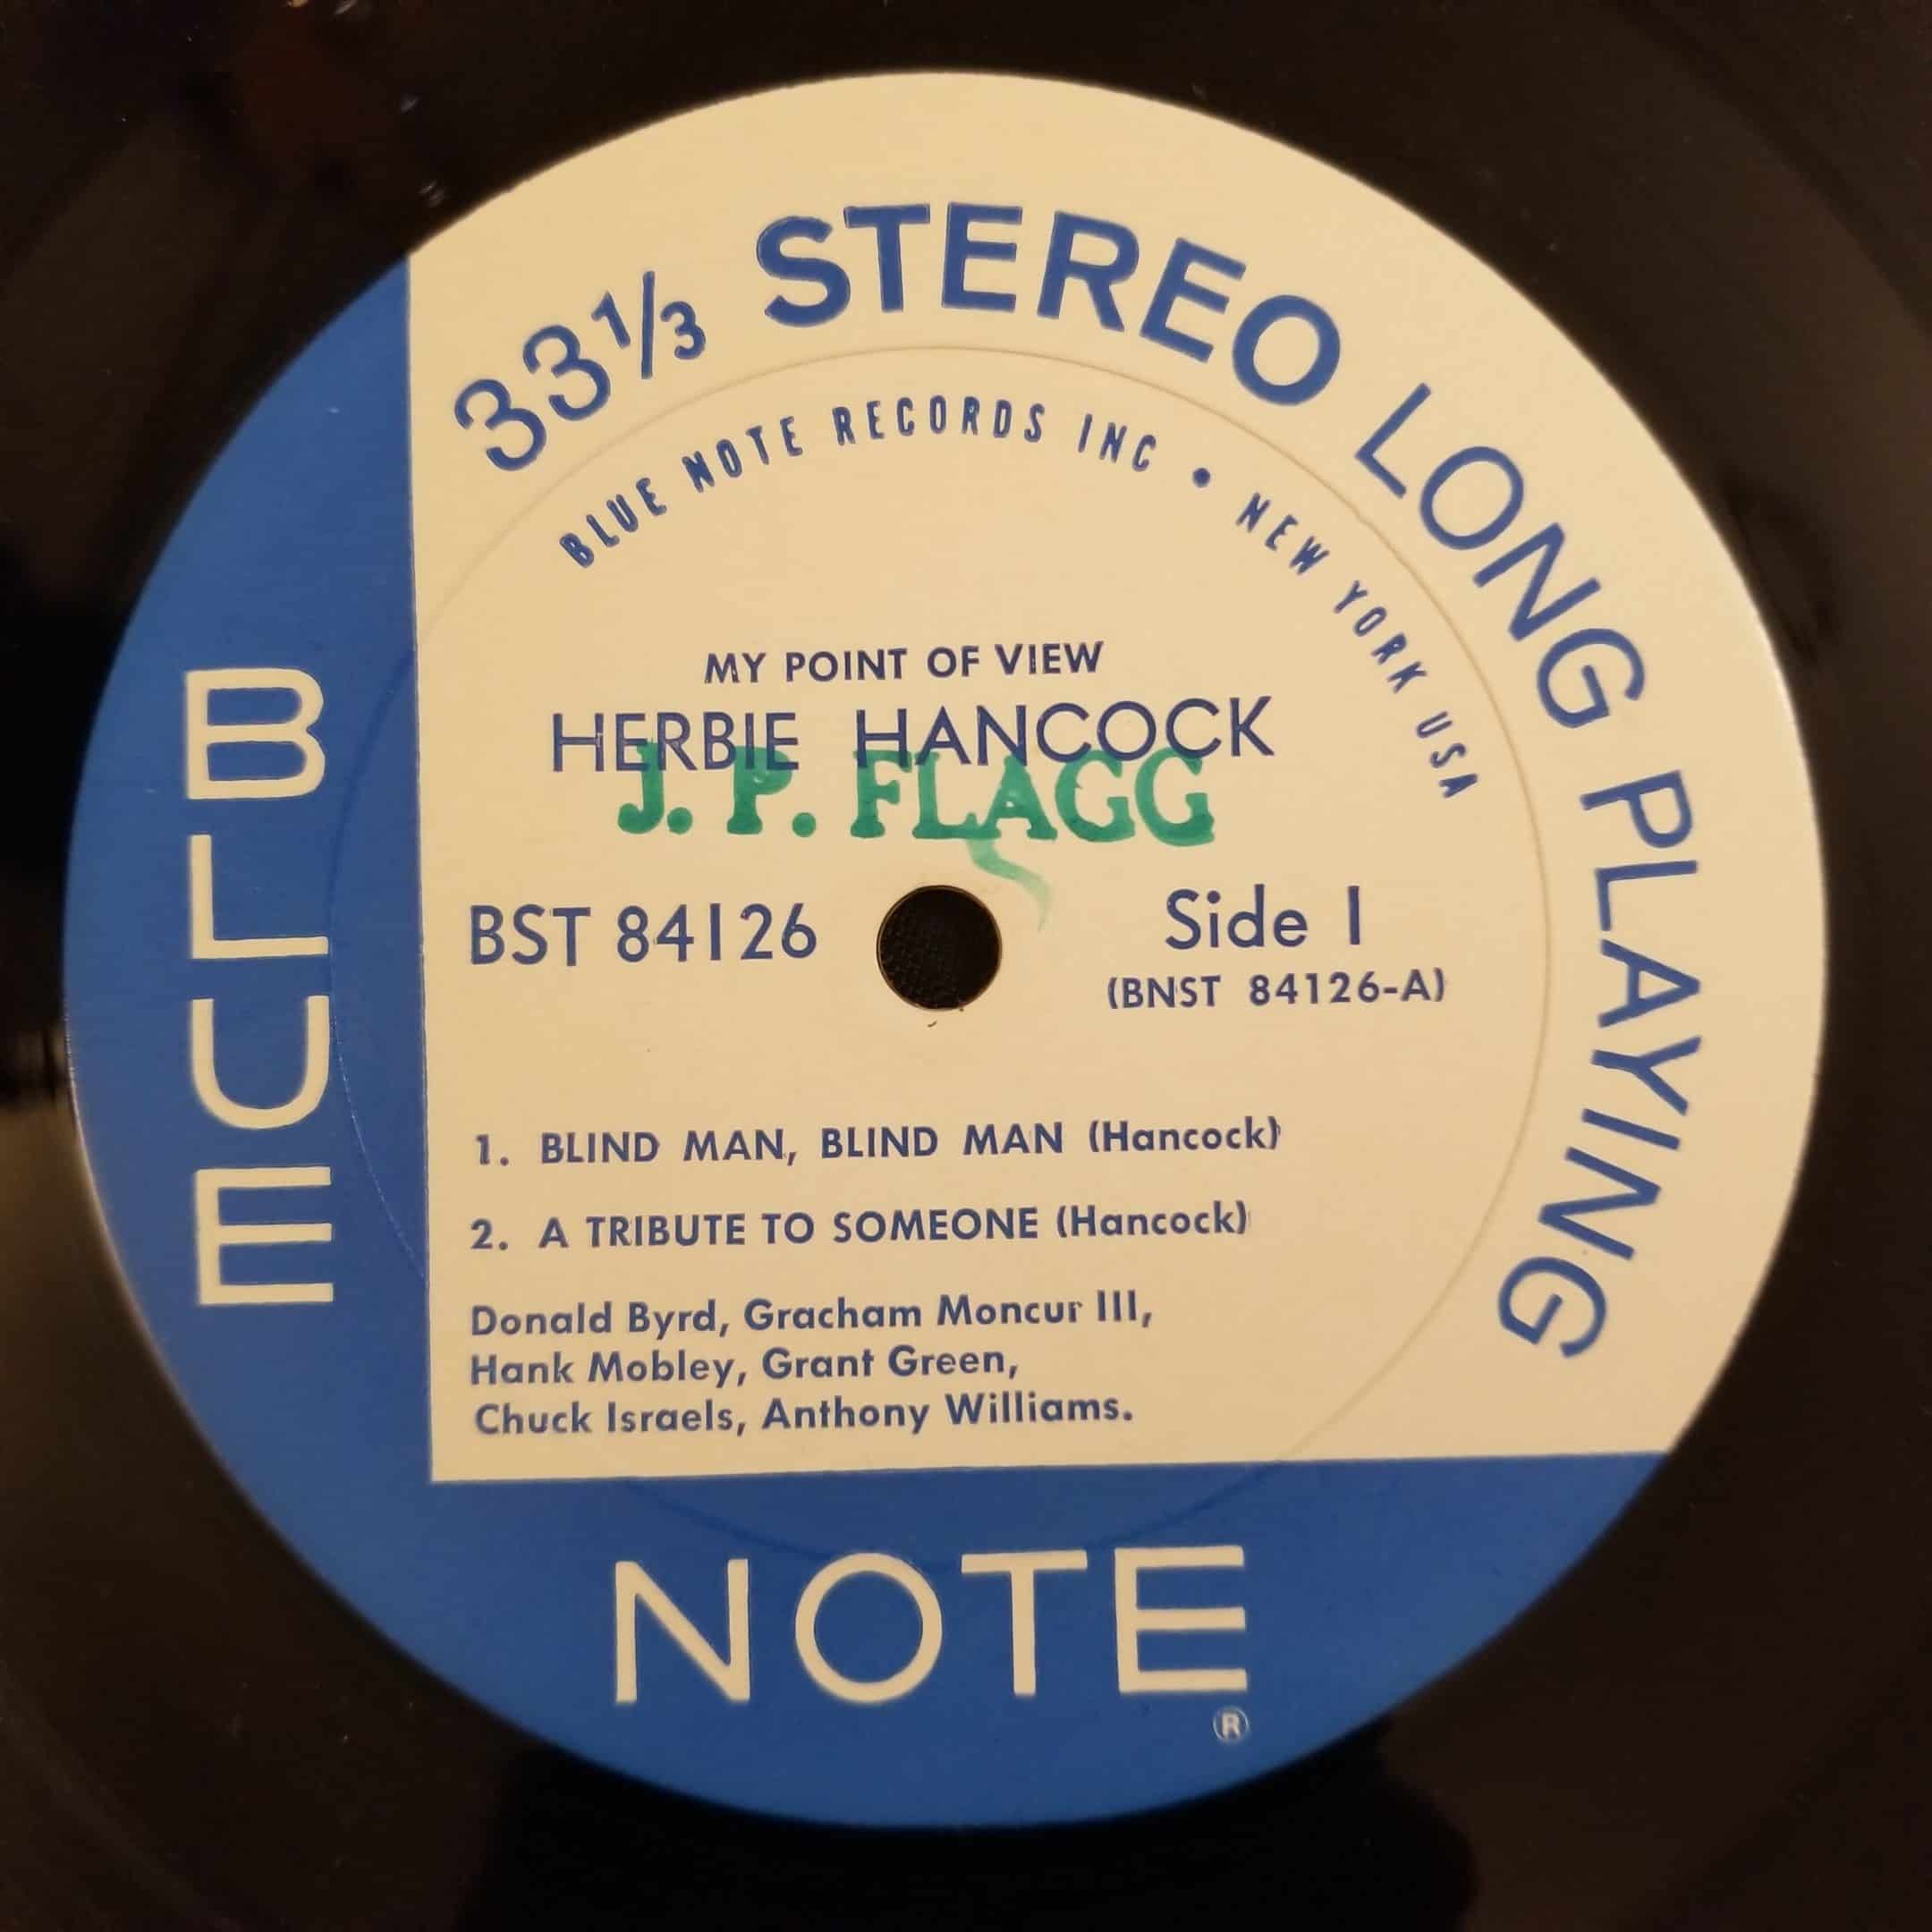 33 1/3 STEREO LONG PLAYING
BLUE NOTE RECORDS INC • NEW YORK USA
MY POINT OF VIEW
HERBIE HANCOCK
J. P. FLAGG
BST 84126
Side 1
(BNST 84126-A)
1. BLIND MAN, BLIND MAN (Hancock)
2. A TRIBUTE TO SOMEONE (Hancock)
Donald Byrd, Gracham Moncur III,
Hank Mobley, Grant Green,
Chuck Israels, Anthony Williams.
BLUE
NOTE
®